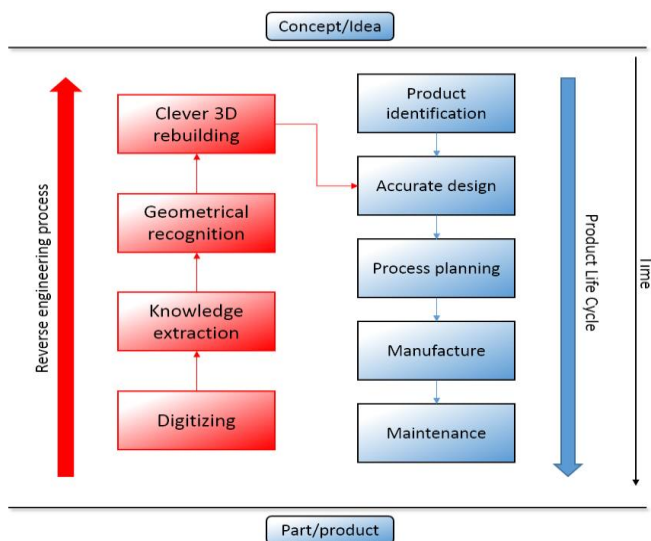 Concept/Idea
Reverse engineering process
Clever 3D
rebuilding
Geometrical
recognition
Knowledge
extraction
Digitizing
Product
identification
Accurate design
Process planning
Manufacture
Maintenance
Product Life Cycle
Time
Part/product